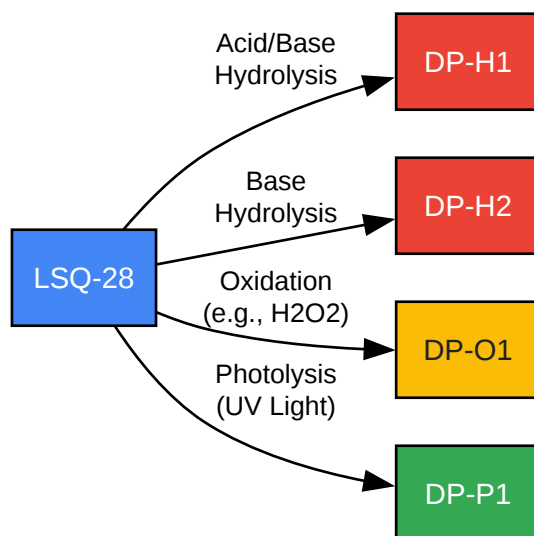 Acid/Base
Hydrolysis
DP-H1
Base
Hydrolysis
DP-H2
LSQ-28
Oxidation
(e.g., H2O2)
DP-O1
Photolysis
(UV Light)
DP-P1